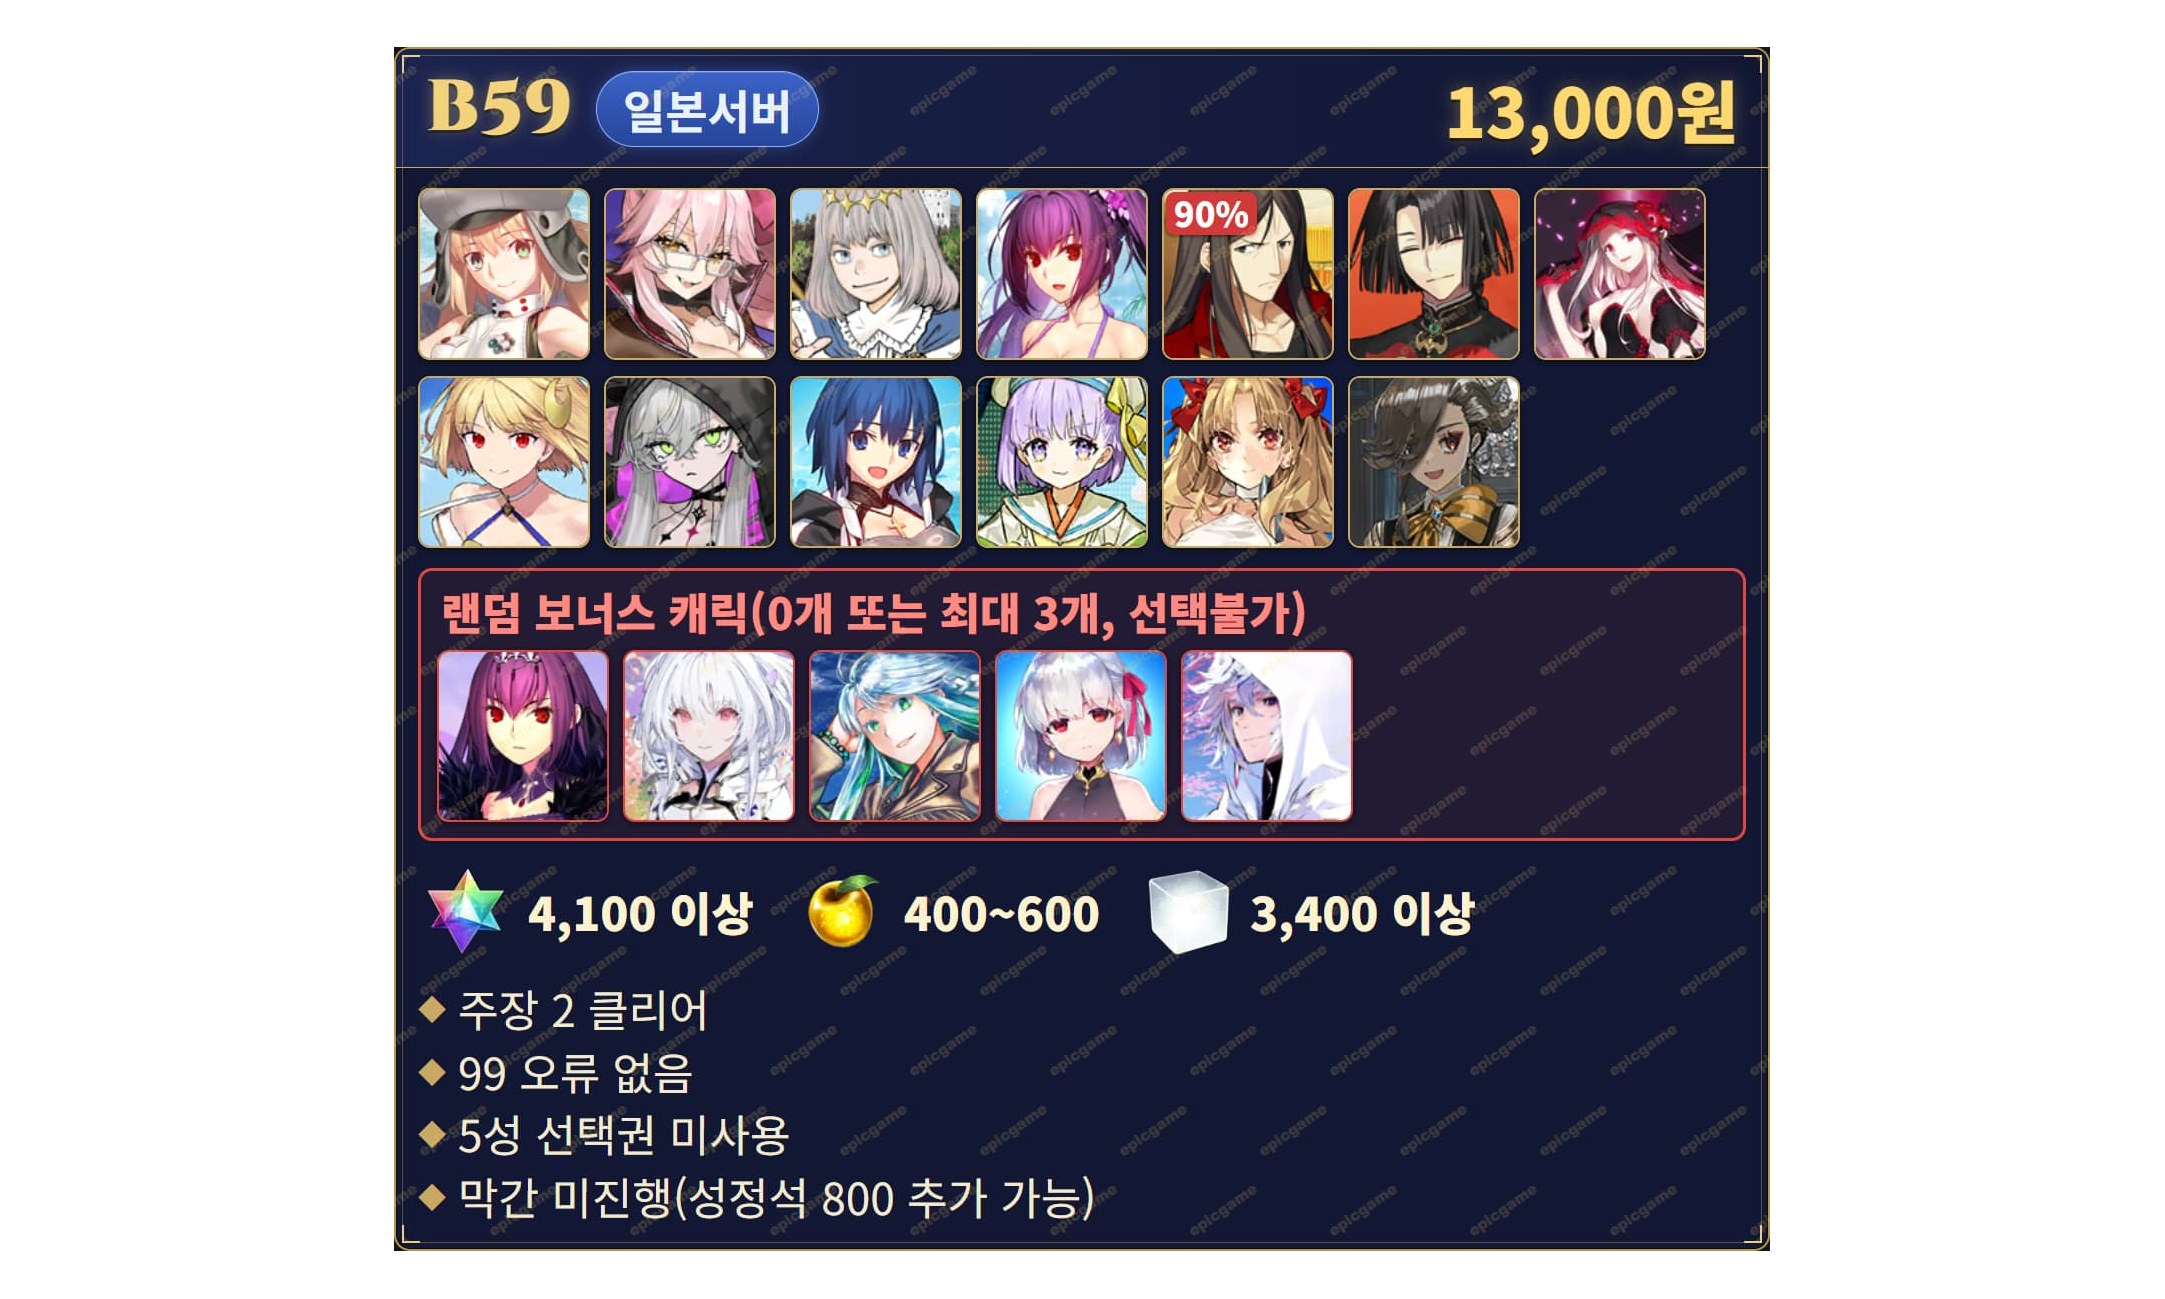 B59 일본서버 13,000원
90%
랜덤 보너스 캐릭(0개 또는 최대 3개, 선택불가)
4,100 이상 400~600 3,400 이상
주장 2 클리어
99 오류 없음
5성 선택권 미사용
막간 미진행(성정석 800 추가 가능)
epicgame